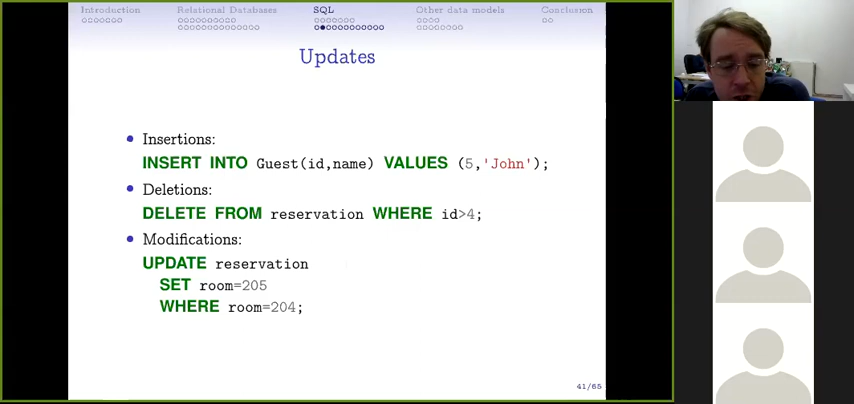 Introduction Relational Databases SQL Other data models Conclusion
Updates
Insertions:
INSERT INTO Guest(id,name) VALUES (5,'John');
Deletions:
DELETE FROM reservation WHERE id>4;
Modifications:
UPDATE reservation
SET room=205
WHERE room=204;
41/65